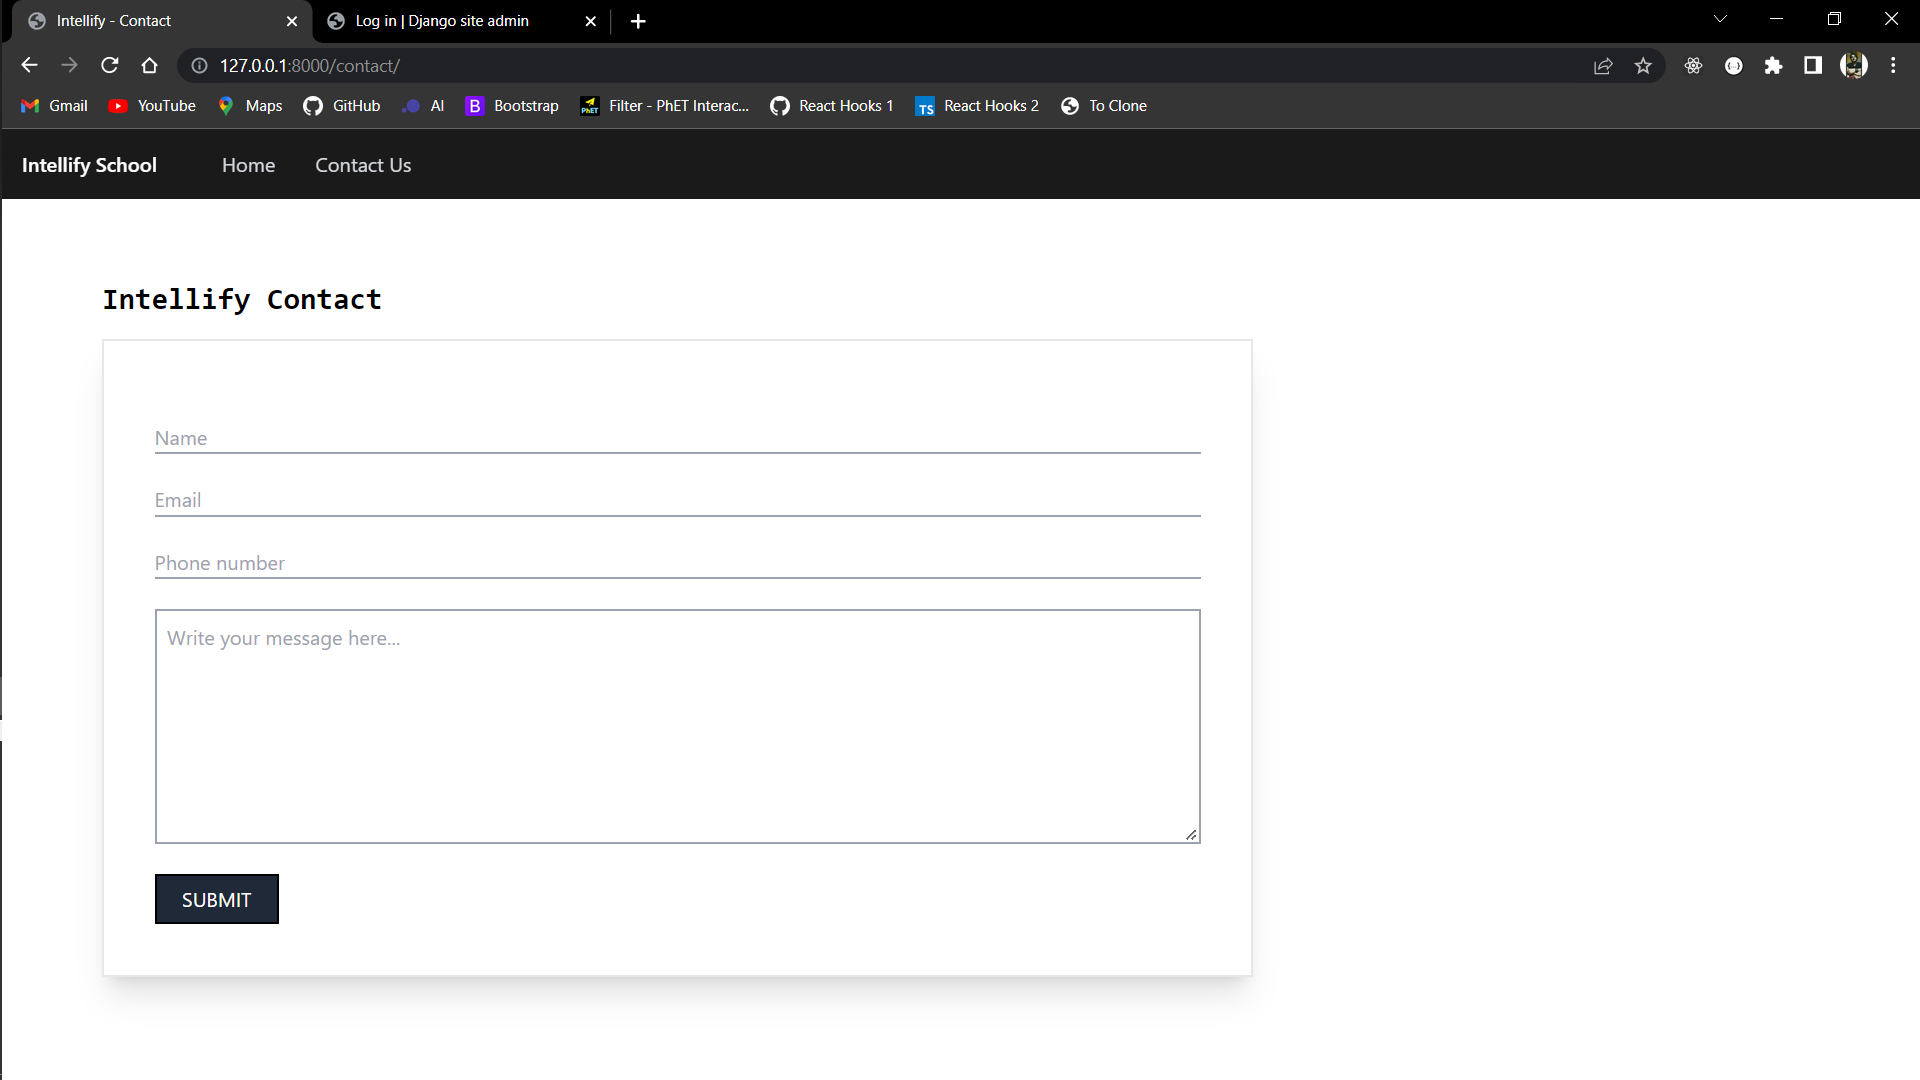 Intellify - Contact
Log in | Django site admin
127.0.0.1:8000/contact/
Gmail YouTube Maps GitHub AI B Bootstrap PhET Filter - PhET Interac... React Hooks 1 TS React Hooks 2 To Clone
Intellify School Home Contact Us
Intellify Contact
Name
Email
Phone number
Write your message here...
SUBMIT